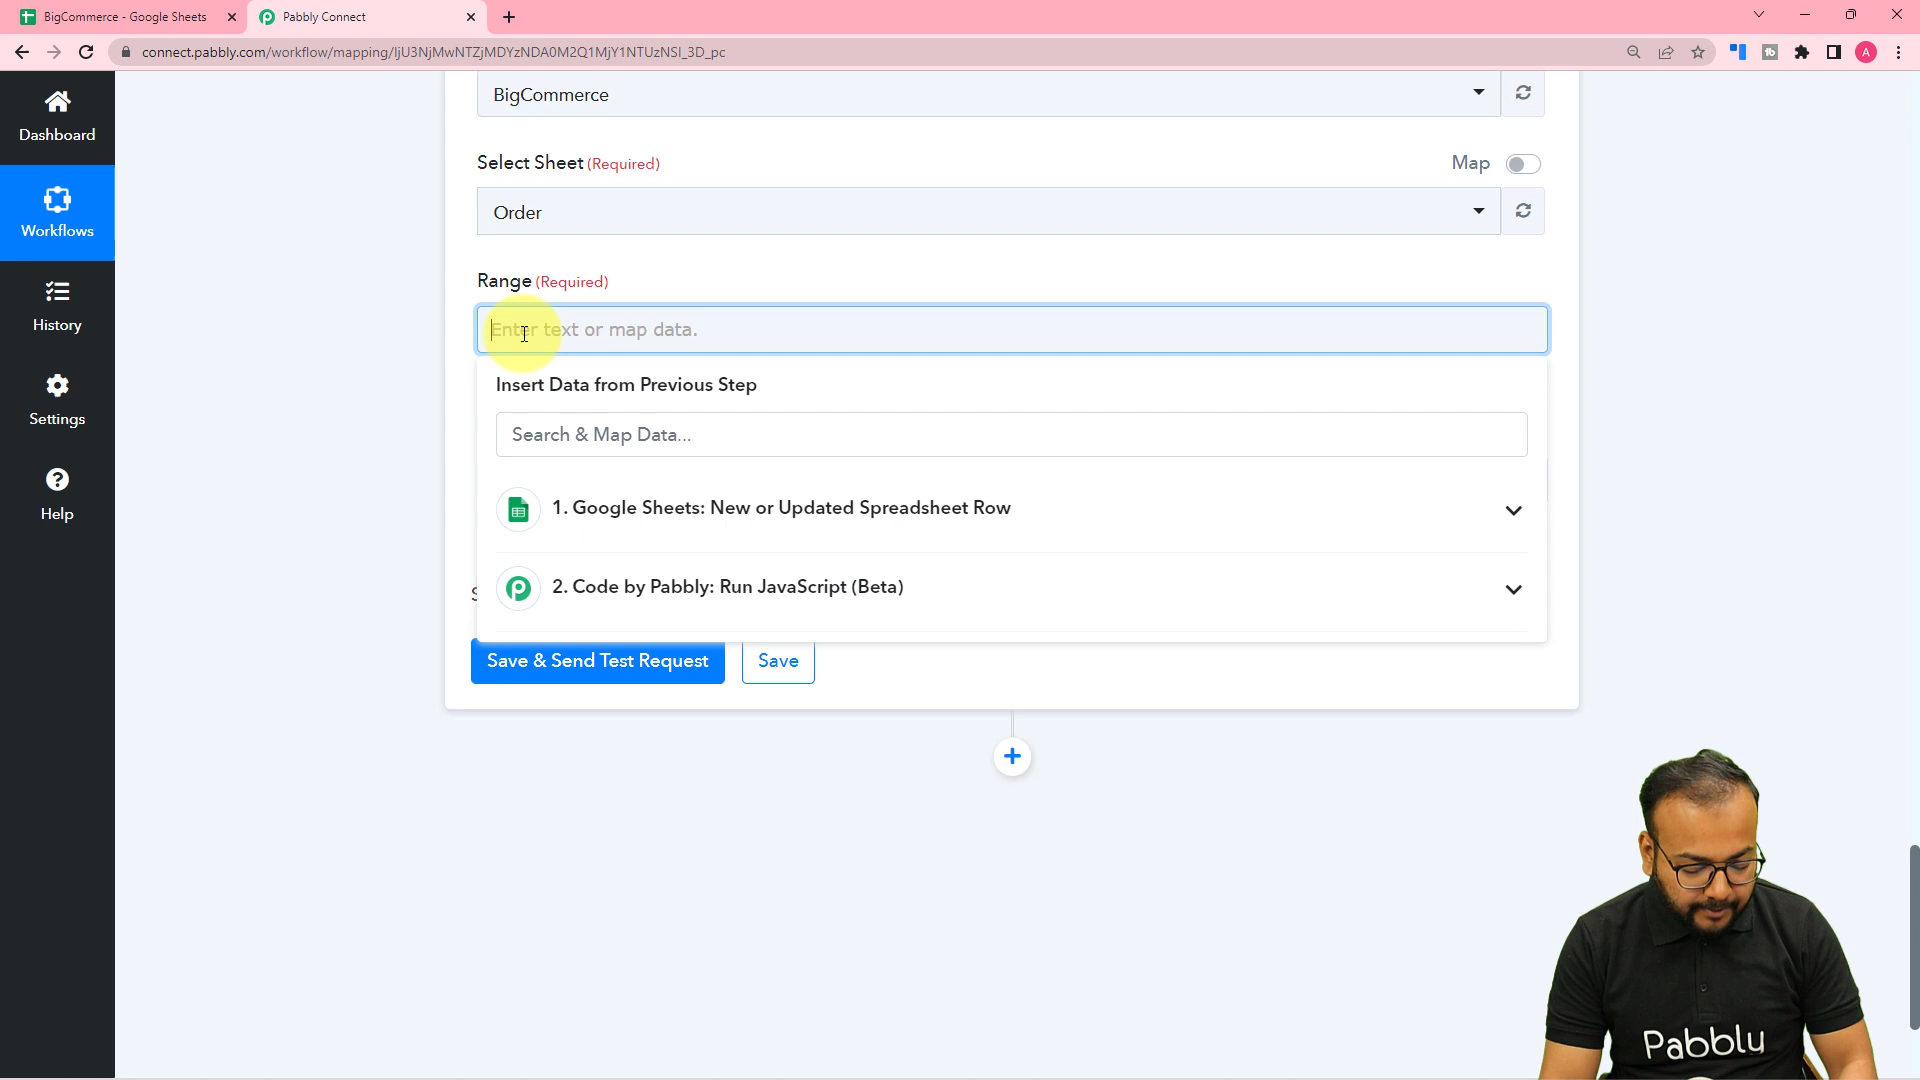 BigCommerce - Google Sheets
Pabbly Connect
connect.pabbly.com/workflow/mapping/IjU3NjMwNTZjMDYzNDA0M2Q1MjY1NTUzNSI_3D_pc
A
Dashboard
Workflows
History
Settings
Help
BigCommerce
Select Sheet (Required)
Map
Order
Range (Required)
Enter text or map data.
Insert Data from Previous Step
Search & Map Data...
1. Google Sheets: New or Updated Spreadsheet Row
2. Code by Pabbly: Run JavaScript (Beta)
Save & Send Test Request
Save
Pabbly